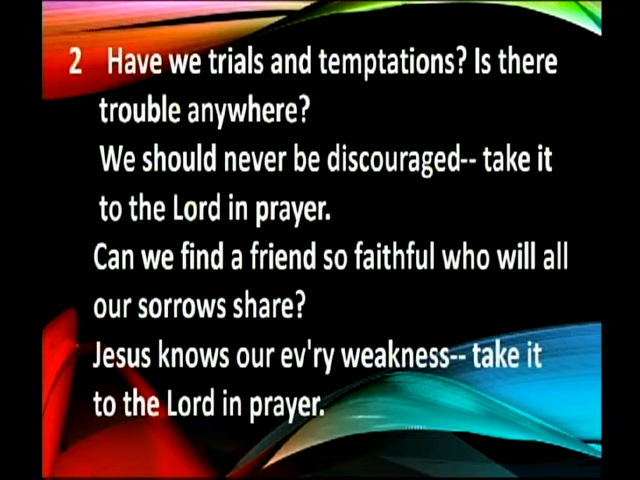 2 Have we trials and temptations? Is there
trouble anywhere?
We should never be discouraged-- take it
to the Lord in prayer.
Can we find a friend so faithful who will all
our sorrows share?
Jesus knows our ev'ry weakness-- take it
to the Lord in prayer.